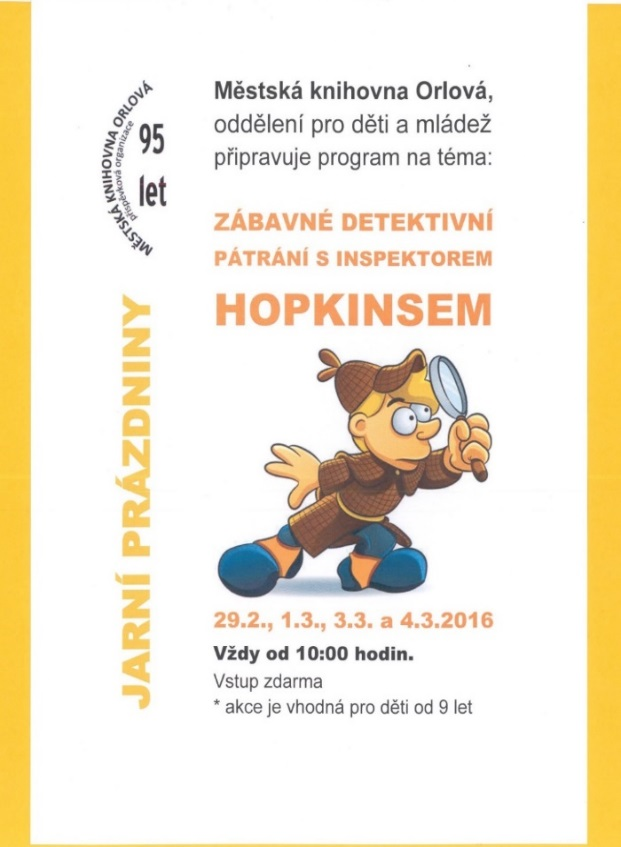 MĚSTSKÁ KNIHOVNA ORLOVÁ
příspěvková organizace
95
let
Městská knihovna Orlová,
oddělení pro děti a mládež
připravuje program na téma:
ZÁBAVNÉ DETEKTIVNÍ
PÁTRÁNÍ S INSPEKTOREM
HOPKINSEM
JARNÍ PRÁZDNINY
29.2., 1.3., 3.3. a 4.3.2016
Vždy od 10:00 hodin.
Vstup zdarma
* akce je vhodná pro děti od 9 let